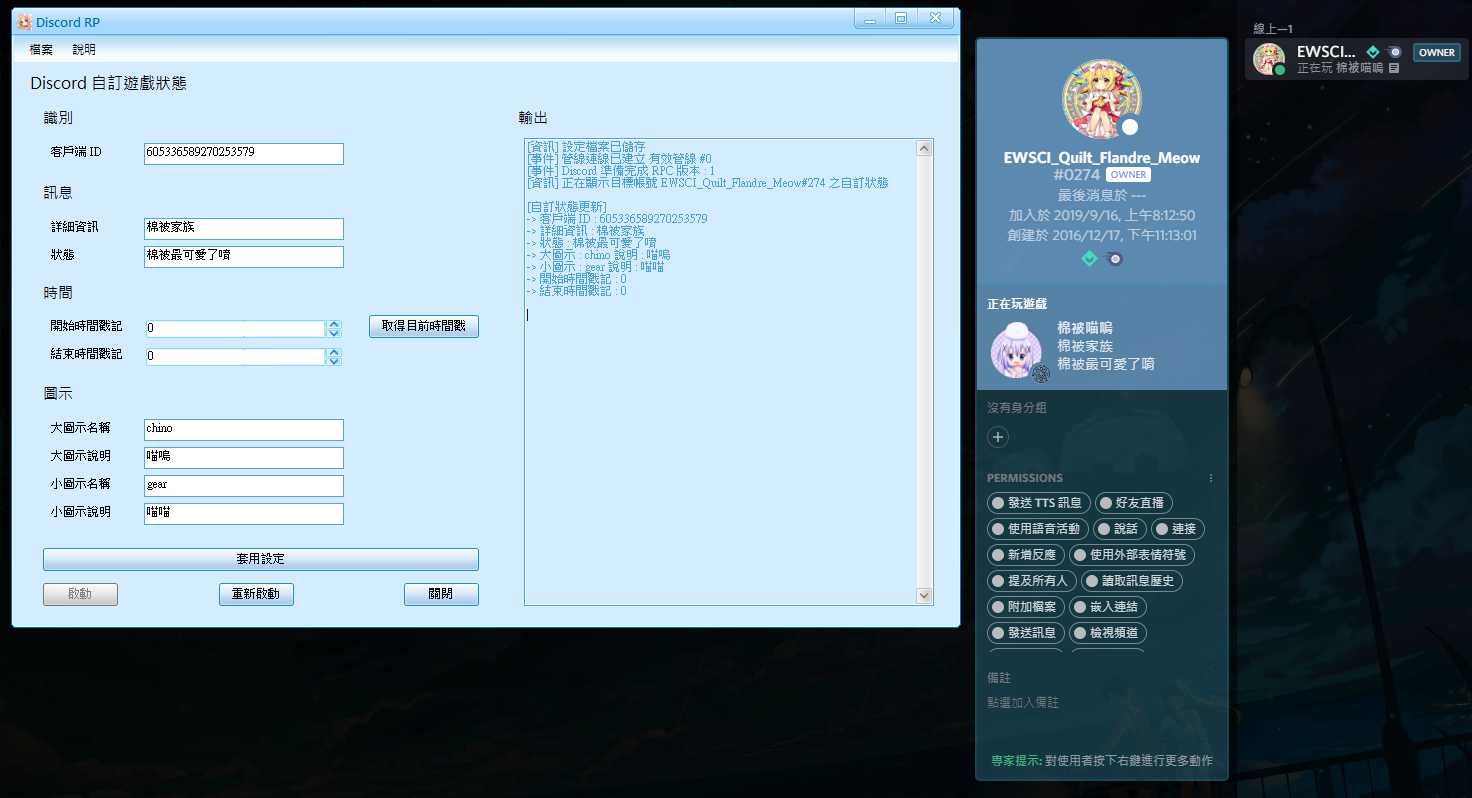 Discord RP
檔案 說明
Discord 自訂遊戲狀態
識別
客戶端 ID 605336589270253579
訊息
詳細資訊 棉被家族
狀態 棉被最可愛了唷
時間
開始時間戳記 0 取得目前時間戳
結束時間戳記 0
圖示
大圖示名稱 chino
大圖示說明 喵嗚
小圖示名稱 gear
小圖示說明 喵喵
套用設定
啟動 重新啟動 關閉
輸出
[資訊] 設定檔案已儲存
[事件] 管線連線已建立 有效管線 #0
[事件] Discord 準備完成 RPC 版本 : 1
[資訊] 正在顯示目標帳號 EWSCI_Quilt_Flandre_Meow#274 之自訂狀態
[自訂狀態更新]
-> 客戶端 ID : 605336589270253579
-> 詳細資訊 : 棉被家族
-> 狀態 : 棉被最可愛了唷
-> 大圖示 : chino 說明 : 喵嗚
-> 小圖示 : gear 說明 : 喵喵
-> 開始時間戳記 : 0
-> 結束時間戳記 : 0
EWSCI_Quilt_Flandre_Meow
#0274 OWNER
最後消息於 ---
加入於 2019/9/16, 上午8:12:50
創建於 2016/12/17, 下午11:13:01
正在玩遊戲
棉被喵嗚
棉被家族
棉被最可愛了唷
沒有身分組
PERMISSIONS
發送 TTS 訊息 好友直播
使用語音活動 說話 連接
新增反應 使用外部表情符號
提及所有人 讀取訊息歷史
附加檔案 嵌入連結
發送訊息 檢視頻道
備註
點選加入備註
專家提示: 對使用者按下右鍵進行更多動作
線上—1
EWSCI... OWNER
正在玩 棉被喵嗚